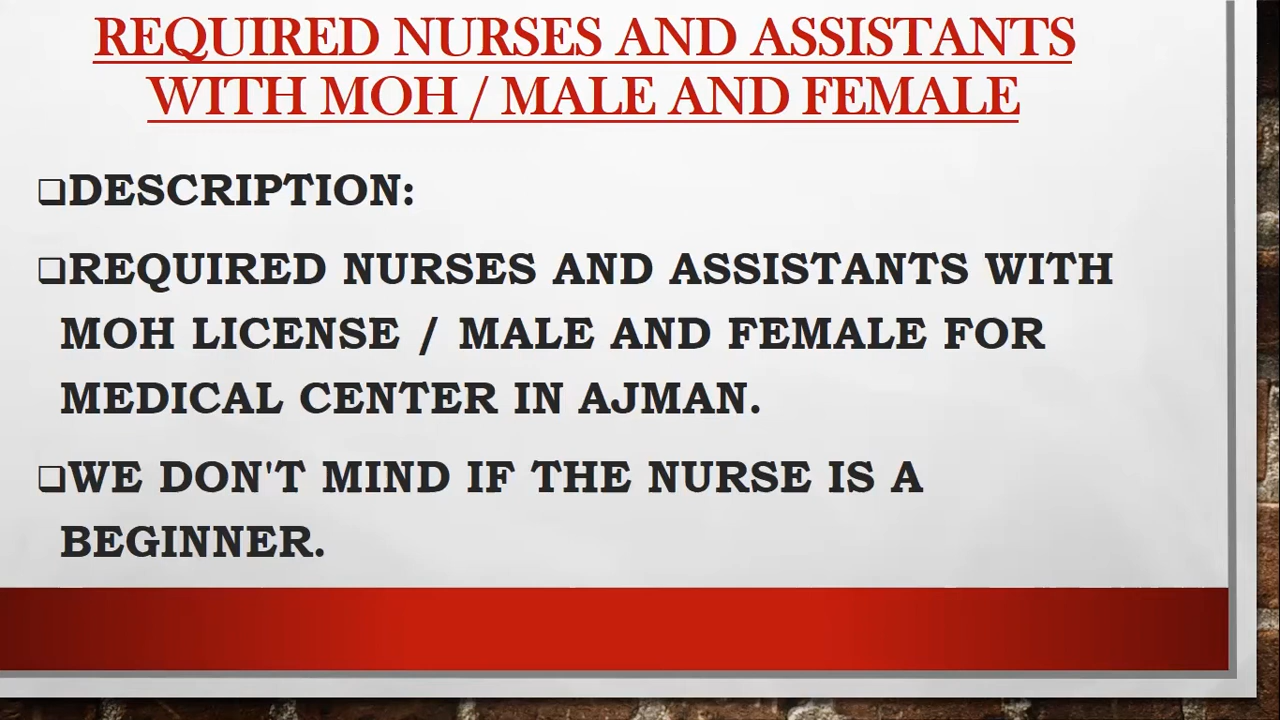 REQUIRED NURSES AND ASSISTANTS
WITH MOH / MALE AND FEMALE
❑DESCRIPTION:
❑REQUIRED NURSES AND ASSISTANTS WITH
MOH LICENSE / MALE AND FEMALE FOR
MEDICAL CENTER IN AJMAN.
❑WE DON'T MIND IF THE NURSE IS A
BEGINNER.